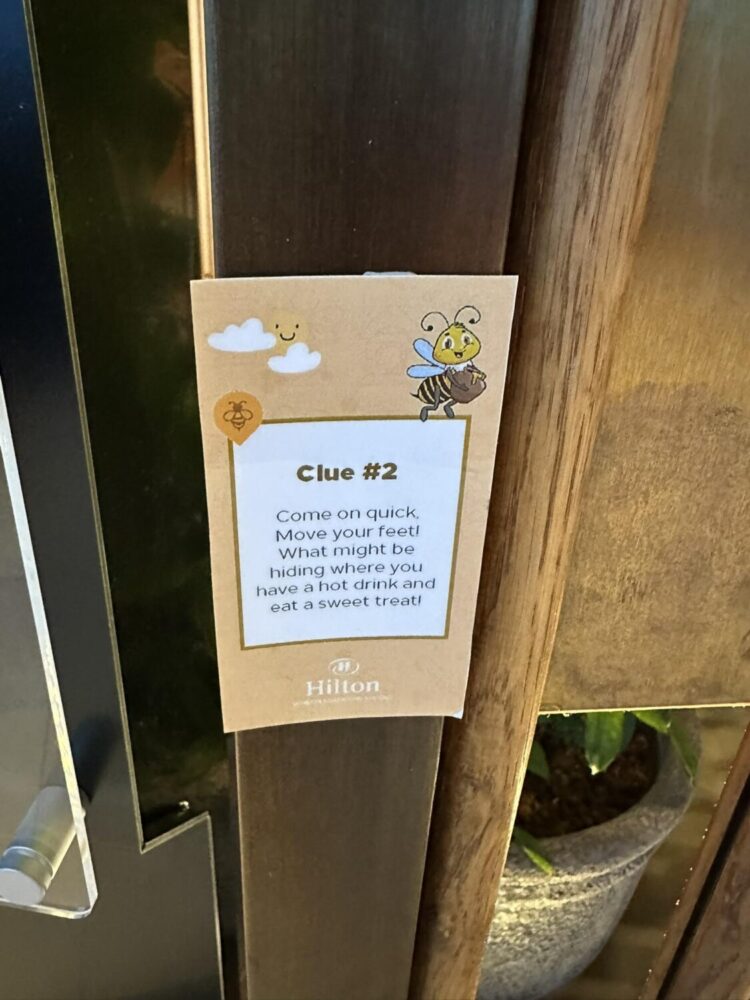 Clue #2
Come on quick,
Move your feet!
What might be
hiding where you
have a hot drink and
eat a sweet treat!
Hilton